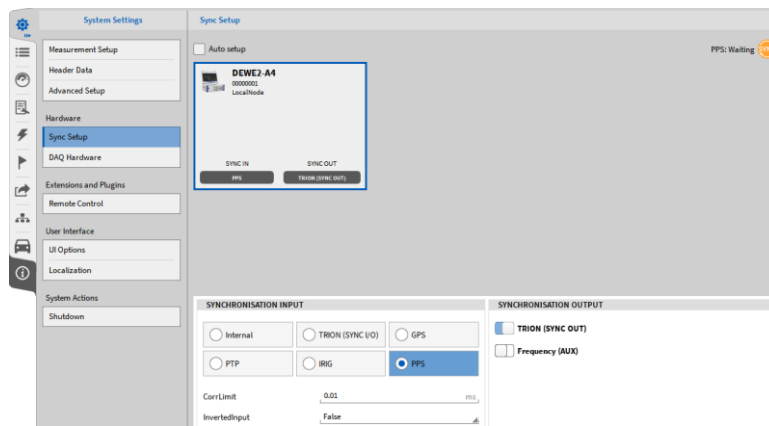 System Settings
Sync Setup
Measurement Setup
Header Data
Advanced Setup
Hardware
Sync Setup
DAQ Hardware
Extensions and Plugins
Remote Control
User Interface
UI Options
Localization
System Actions
Shutdown
Auto setup
PPS: Waiting
DEWE2-A4
00000001
LocalNode
SYNC IN SYNC OUT
PPS TRION (SYNC OUT)
SYNCHRONISATION INPUT
Internal TRION (SYNC I/O) GPS
PTP IRIG PPS
CorrLimit 0.01 ms
InvertedInput False
SYNCHRONISATION OUTPUT
TRION (SYNC OUT)
Frequency (AUX)